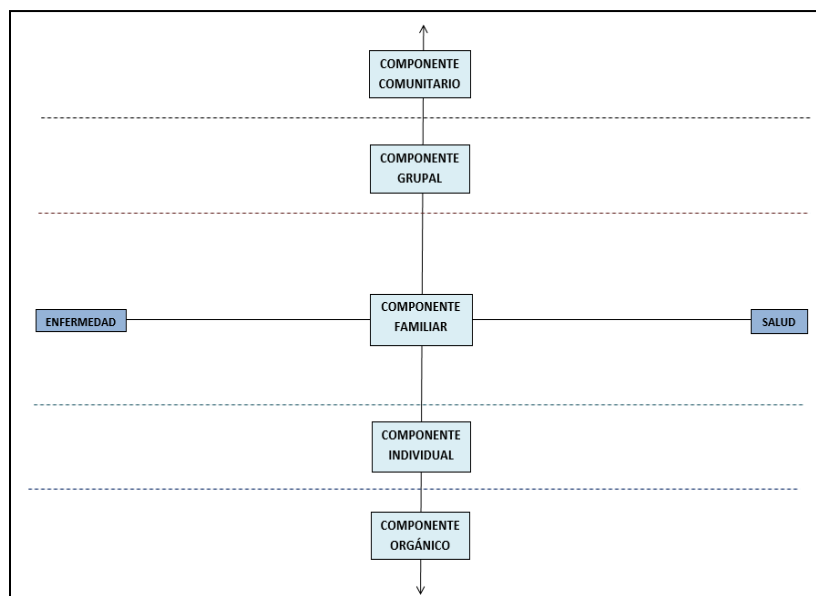 COMPONENTE
COMUNITARIO
COMPONENTE
GRUPAL
COMPONENTE
FAMILIAR
ENFERMEDAD
SALUD
COMPONENTE
INDIVIDUAL
COMPONENTE
ORGÁNICO